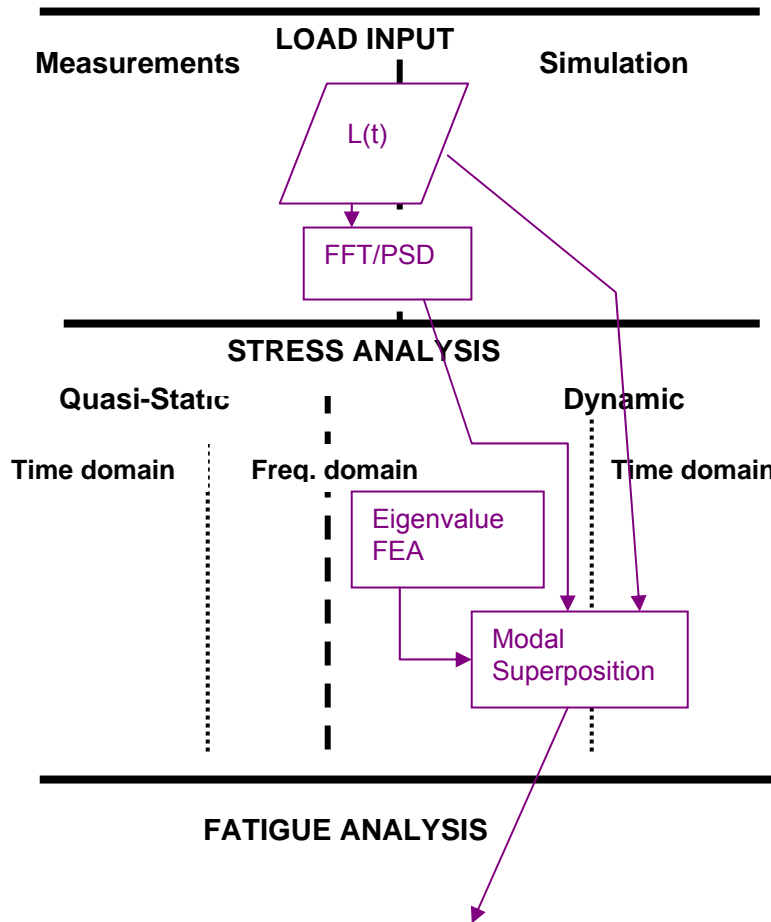 LOAD INPUT
Measurements
Simulation
L(t)
FFT/PSD
STRESS ANALYSIS
Quasi-Static
Dynamic
Time domain
Freq. domain
Time domain
Eigenvalue
FEA
Modal
Superposition
FATIGUE ANALYSIS